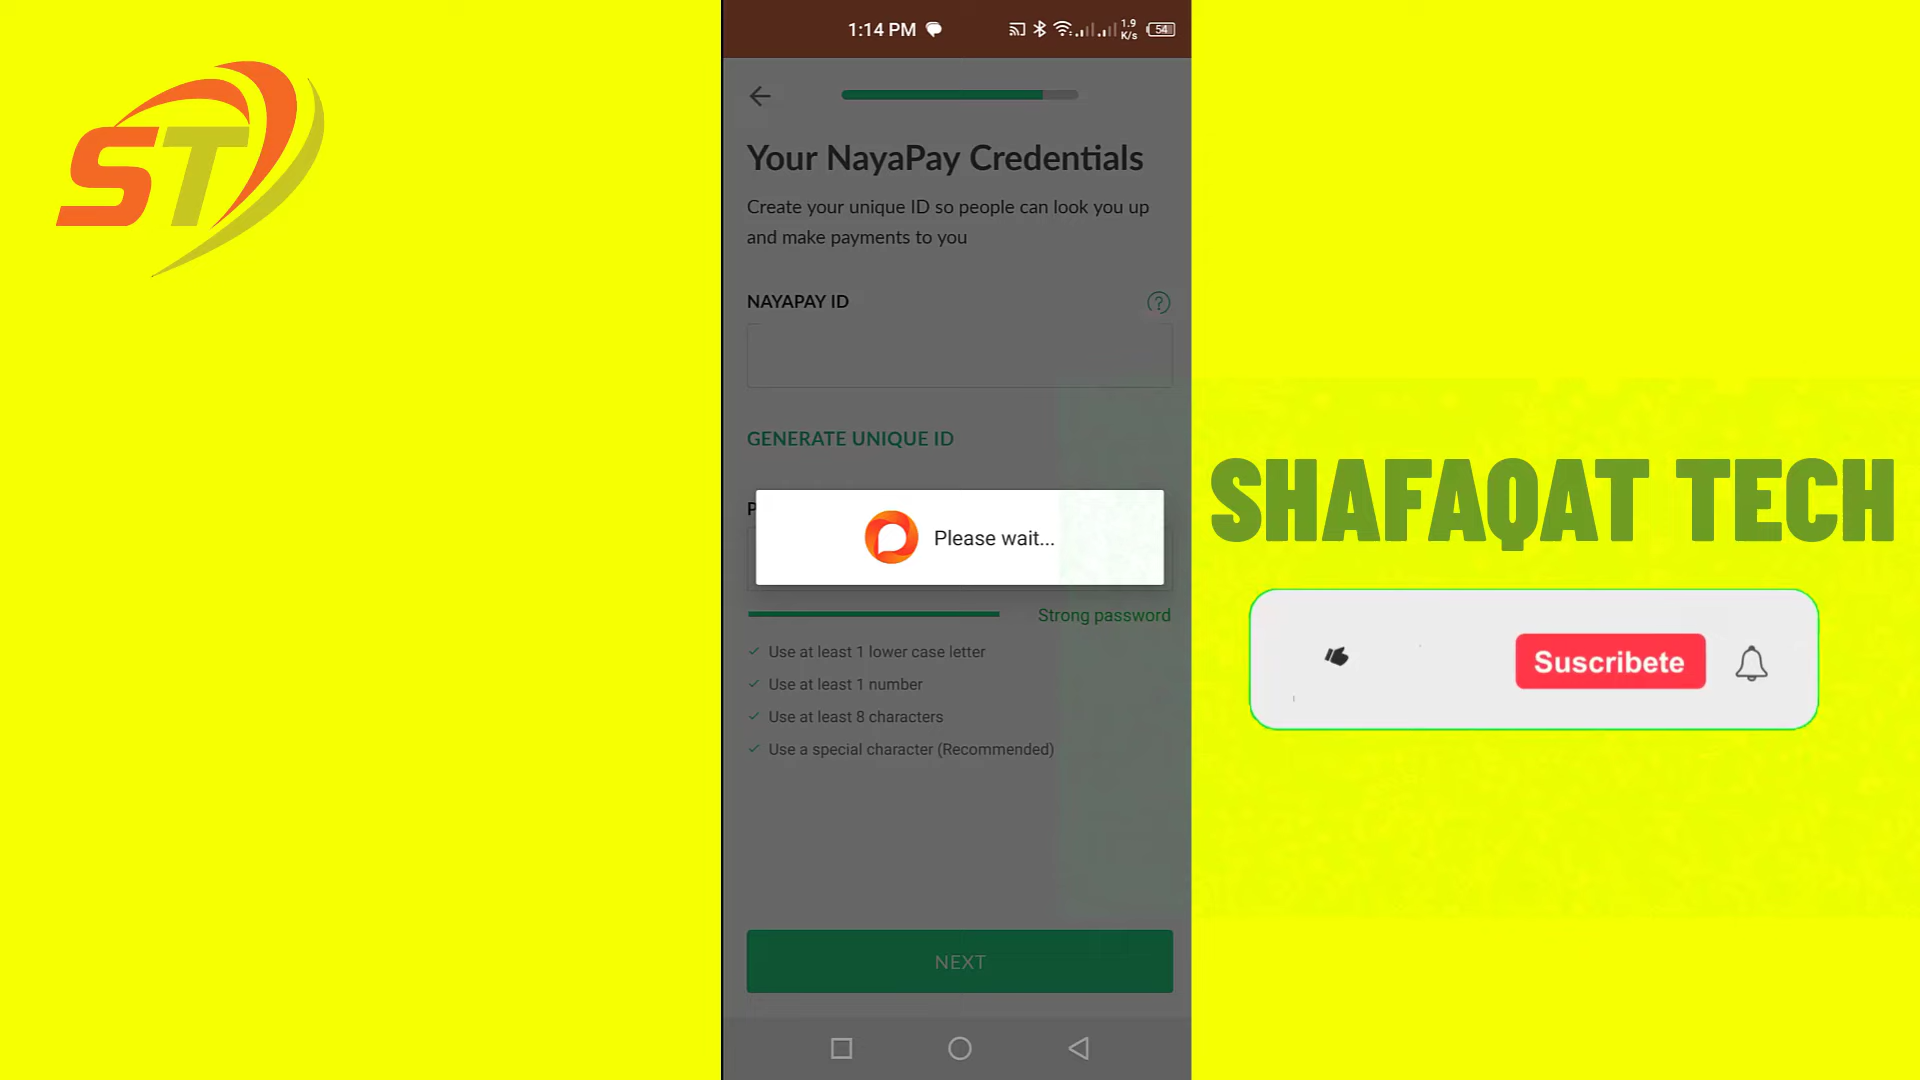 ST
1:14 PM
1.9
K/s
54
Your NayaPay Credentials
Create your unique ID so people can look you up
and make payments to you
NAYAPAY ID
?
GENERATE UNIQUE ID
P
Please wait...
Strong password
Use at least 1 lower case letter
Use at least 1 number
Use at least 8 characters
Use a special character (Recommended)
NEXT
SHAFAQAT TECH
Suscribete